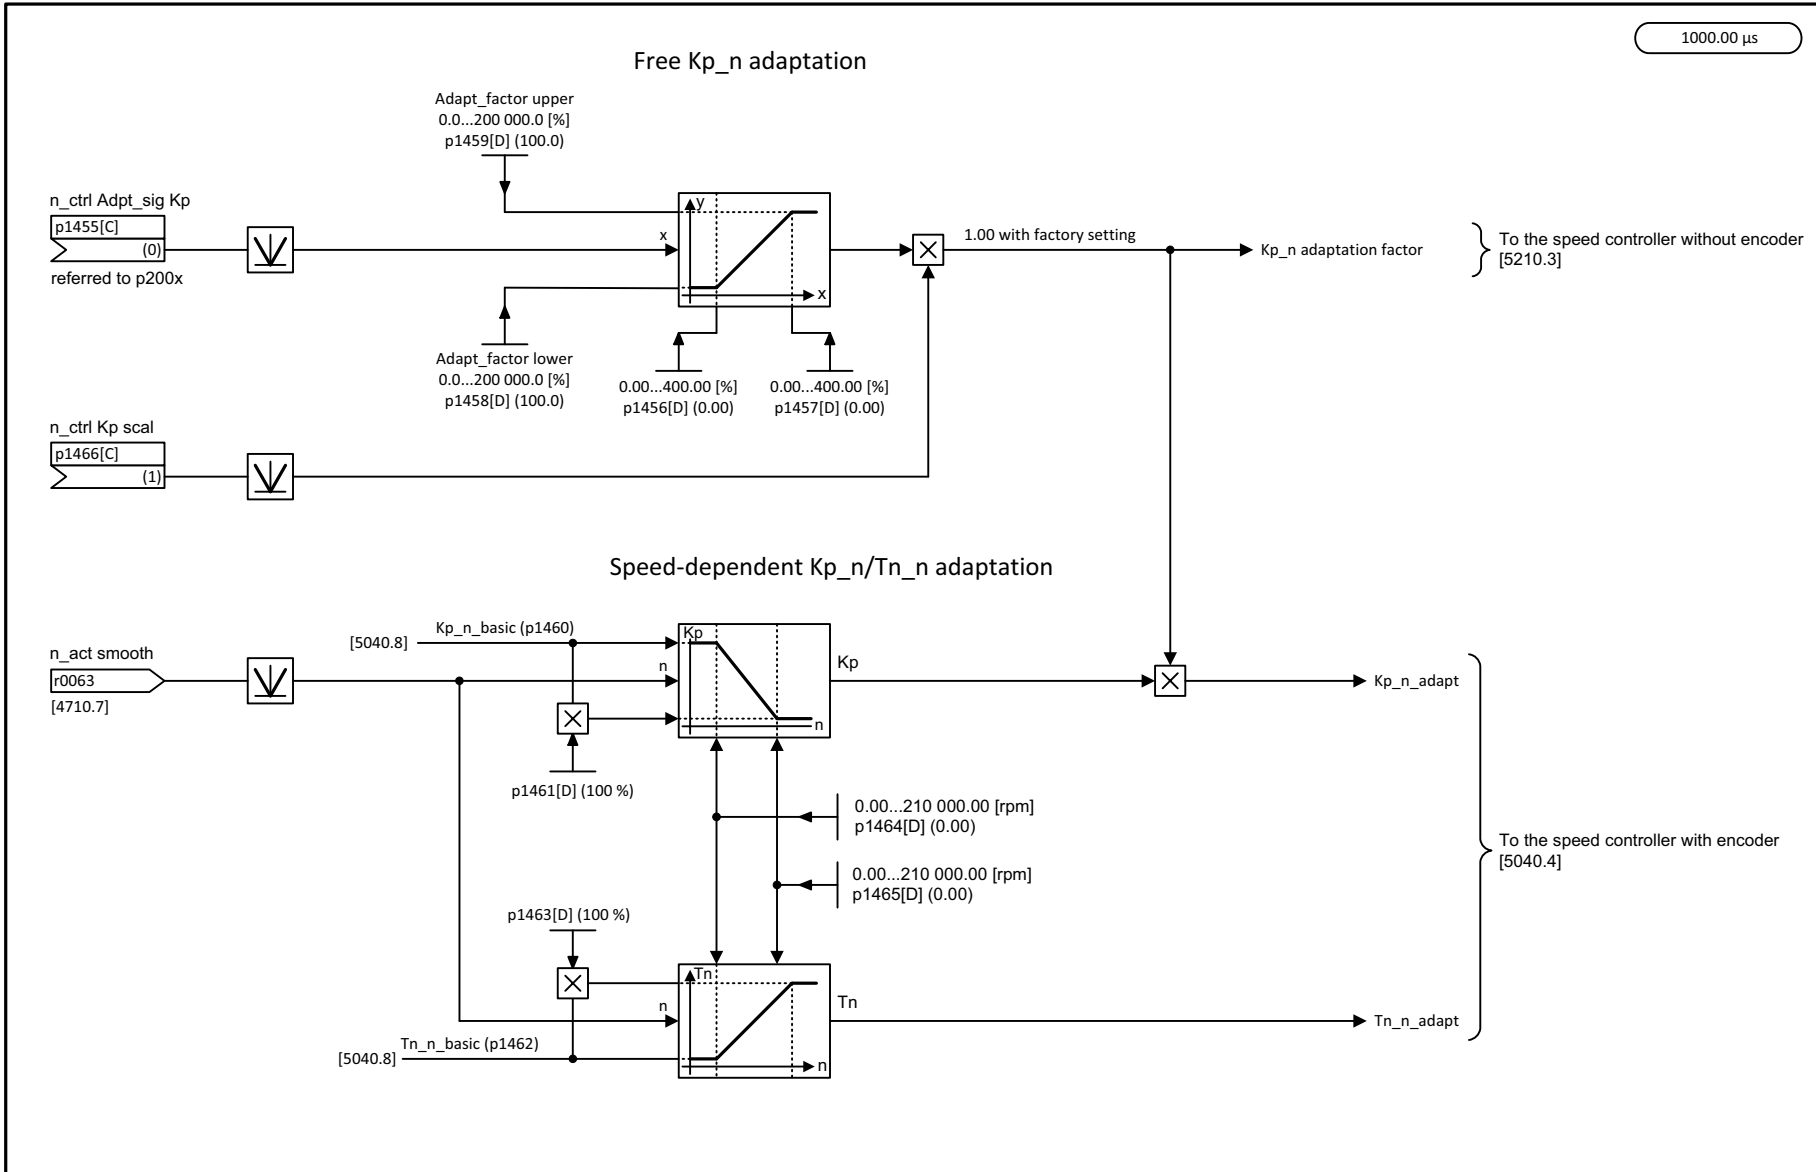 1000.00 µs
Free Kp_n adaptation
Adapt_factor upper
0.0...200 000.0 [%]
p1459[D] (100.0)
n_ctrl Adpt_sig Kp
p1455[C]
(0)
referred to p200x
y
x
x
1.00 with factory setting
Kp_n adaptation factor
To the speed controller without encoder
[5210.3]
Adapt_factor lower
0.0...200 000.0 [%]
p1458[D] (100.0)
0.00...400.00 [%]
p1456[D] (0.00)
0.00...400.00 [%]
p1457[D] (0.00)
n_ctrl Kp scal
p1466[C]
(1)
Speed-dependent Kp_n/Tn_n adaptation
[5040.8]
Kp_n_basic (p1460)
n_act smooth
r0063
[4710.7]
Kp
n
n
Kp
Kp_n_adapt
p1461[D] (100 %)
0.00...210 000.00 [rpm]
p1464[D] (0.00)
0.00...210 000.00 [rpm]
p1465[D] (0.00)
To the speed controller with encoder
[5040.4]
p1463[D] (100 %)
Tn
n
n
Tn
Tn_n_adapt
[5040.8]
Tn_n_basic (p1462)